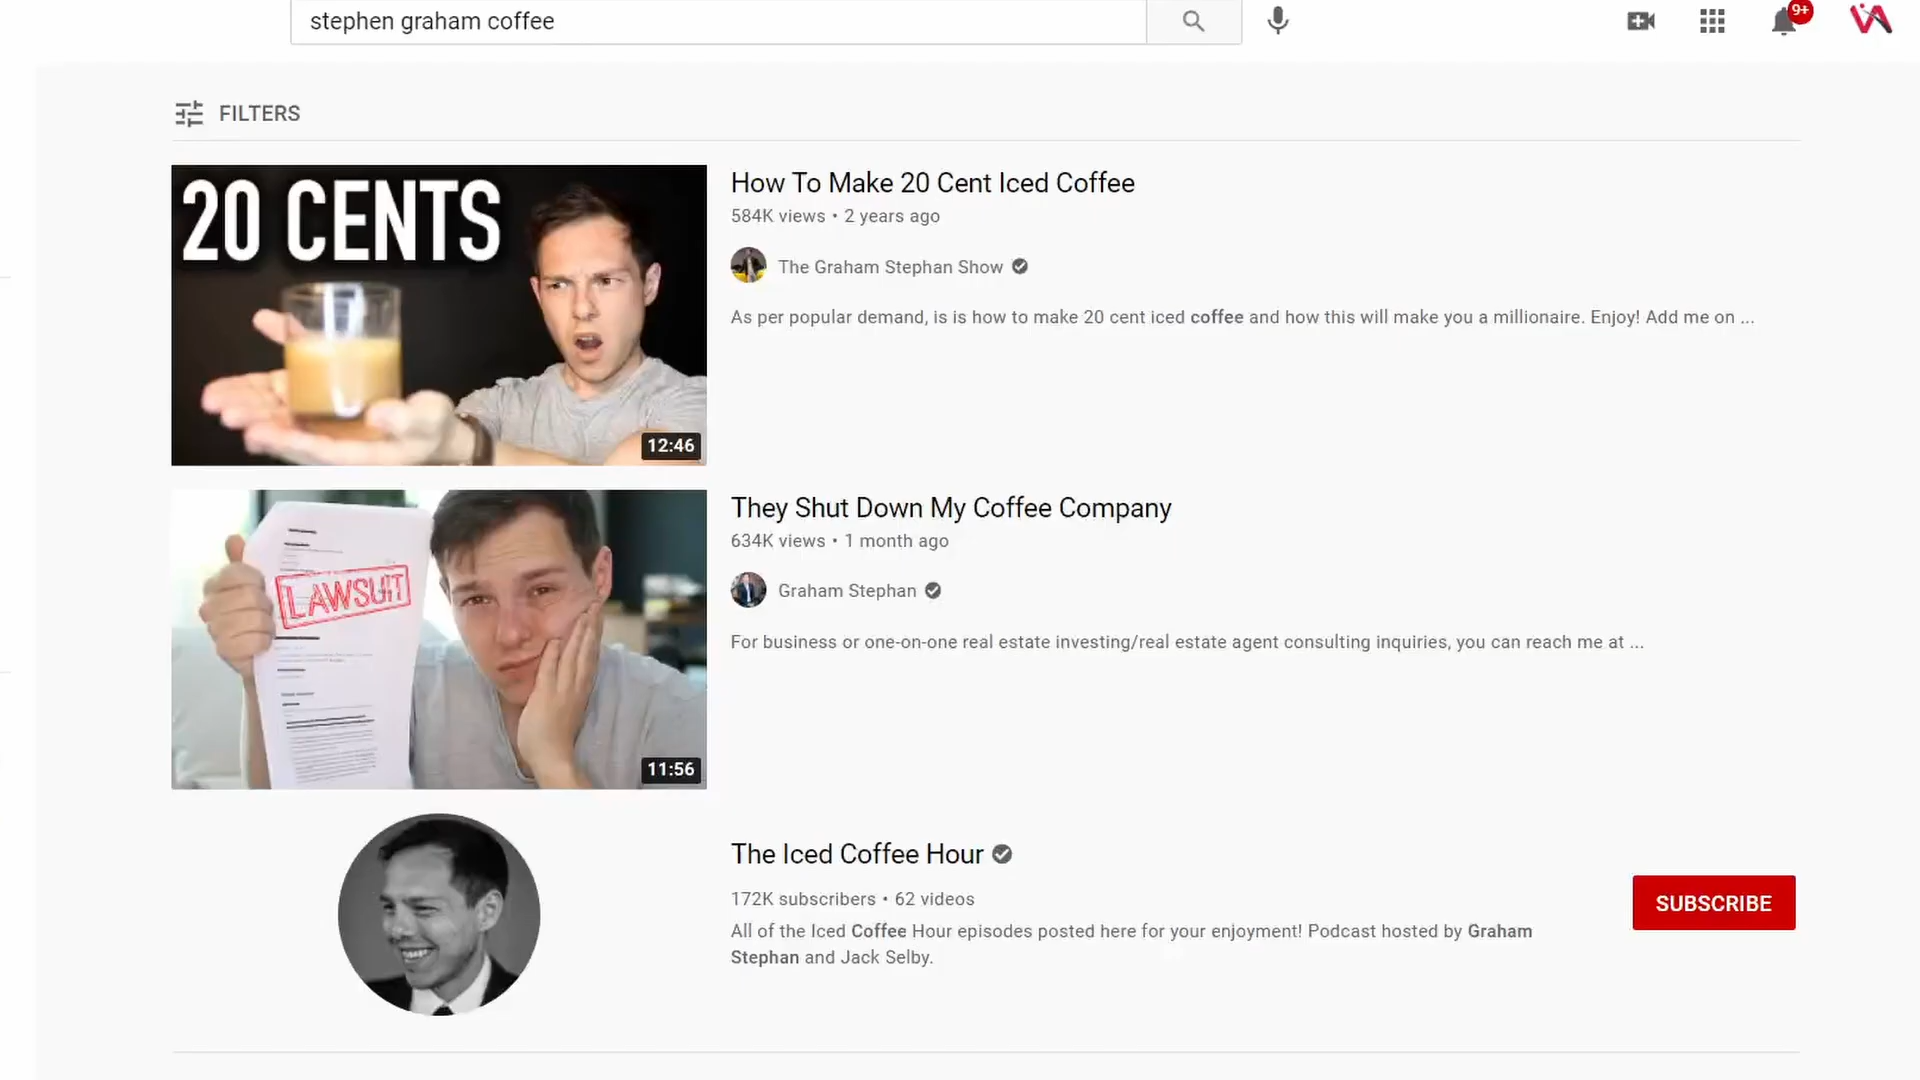 stephen graham coffee
9+
FILTERS
20 CENTS
12:46
How To Make 20 Cent Iced Coffee
584K views • 2 years ago
The Graham Stephan Show
As per popular demand, is is how to make 20 cent iced coffee and how this will make you a millionaire. Enjoy! Add me on ...
LAWSUIT
11:56
They Shut Down My Coffee Company
634K views • 1 month ago
Graham Stephan
For business or one-on-one real estate investing/real estate agent consulting inquiries, you can reach me at ...
The Iced Coffee Hour
172K subscribers • 62 videos
All of the Iced Coffee Hour episodes posted here for your enjoyment! Podcast hosted by Graham
Stephan and Jack Selby.
SUBSCRIBE